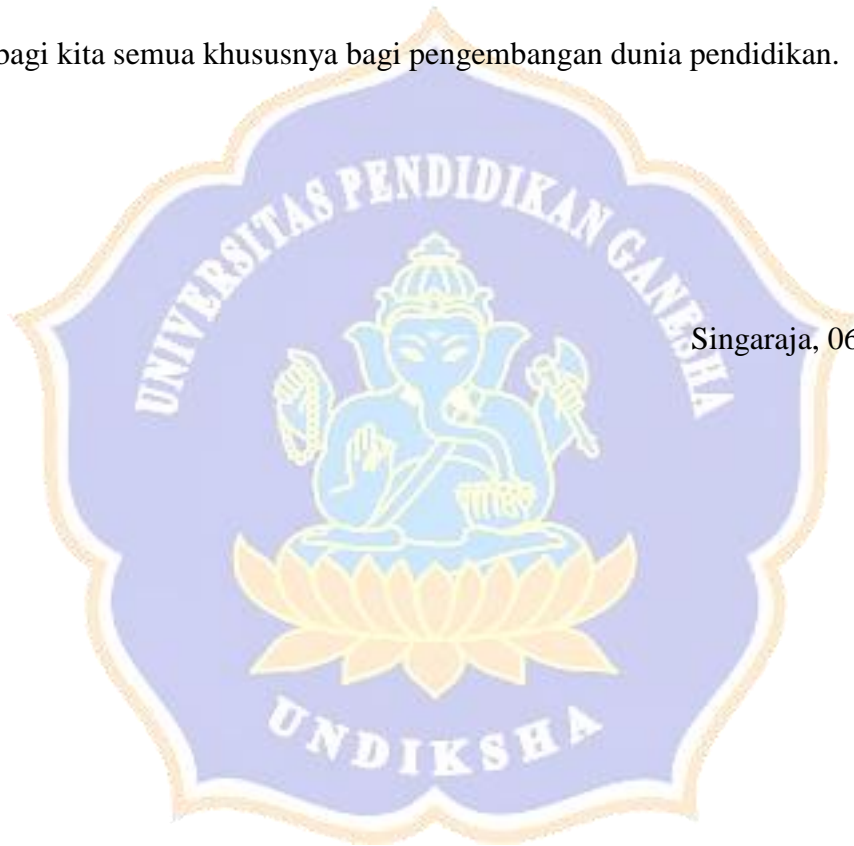 bagi kita semua khususnya bagi pengembangan dunia pendidikan.
UNIVERSITAS PENDIDIKAN GANESHA
Singaraja, 06
UNDIKSHA